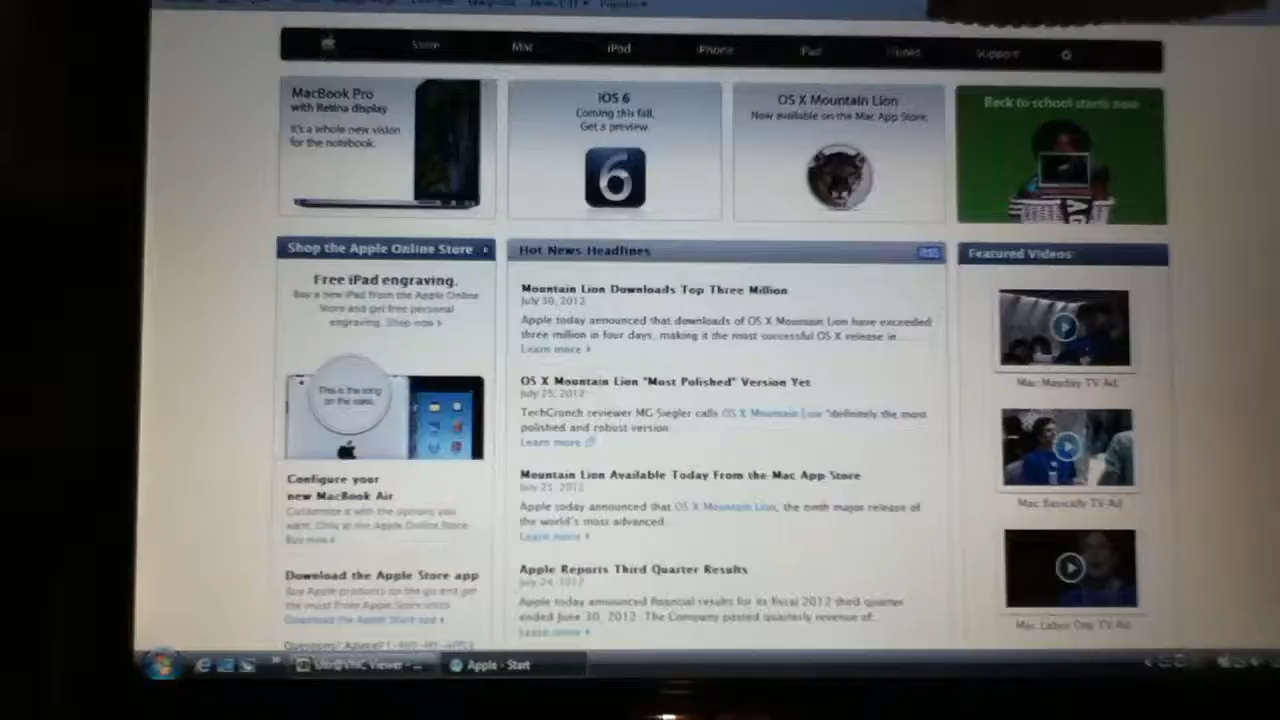 Store
Mac
iPod
iPhone
iPad
iTunes
Support
MacBook Pro
with Retina display
It's a whole new vision
for the notebook.
iOS 6
Coming this fall.
Get a preview.
6
OS X Mountain Lion
Now available on the Mac App Store.
Back to school starts now
Shop the Apple Online Store
Free iPad engraving.
Buy a new iPad from the Apple Online
Store and get free personal
engraving. Shop now
This is the song
on the
Configure your
new MacBook Air
Customize it with the options you
want. Only at the Apple Online Store.
Buy now
Download the Apple Store app
Buy Apple products on the go and get
the most from Apple Store visits
Download the Apple Store app
Hot News Headlines
RSS
Mountain Lion Downloads Top Three Million
July 30, 2012
Apple today announced that downloads of OS X Mountain Lion have exceeded
three million in four days, making it the most successful OS X release in...
Learn more
OS X Mountain Lion "Most Polished" Version Yet
July 25, 2012
TechCrunch reviewer MG Siegler calls OS X Mountain Lion "definitely the most
polished and robust version
Learn more
Mountain Lion Available Today From the Mac App Store
July 25, 2012
Apple today announced that OS X Mountain Lion, the ninth major release of
the world's most advanced
Learn more
Apple Reports Third Quarter Results
July 24, 2012
Apple today announced financial results for its fiscal 2012 third quarter
ended June 30, 2012. The Company posted quarterly revenue of...
Learn more
Featured Videos
Mac Mayday TV Ad
Mac Basically TV Ad
Mac Labor Day TV Ad
Viewer - ...
Apple - Start